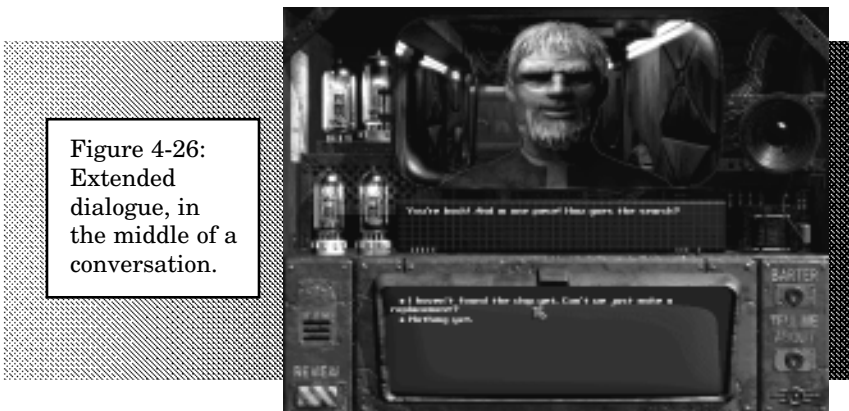 Figure 4-26:
Extended
dialogue, in
the middle of a
conversation.
You're back! And in one piece! How goes the search?
BARTER
I haven't found the chip yet. Can't we just make a
replacement?
Nothing yet.
TELL ME
ABOUT
REVIEW